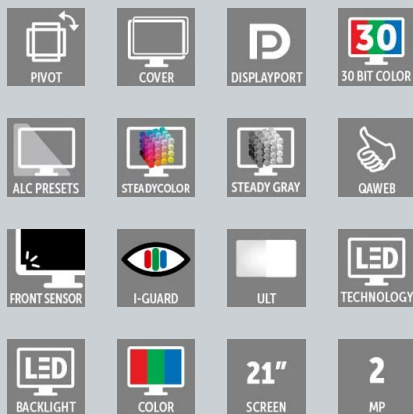 PIVOT
COVER
DISPLAYPORT
30
30 BIT COLOR
ALC PRESETS
STEADYCOLOR
STEADY GRAY
QAWEB
FRONT SENSOR
I-GUARD
ULT
LED
TECHNOLOGY
LED
BACKLIGHT
COLOR
21"
SCREEN
2
MP